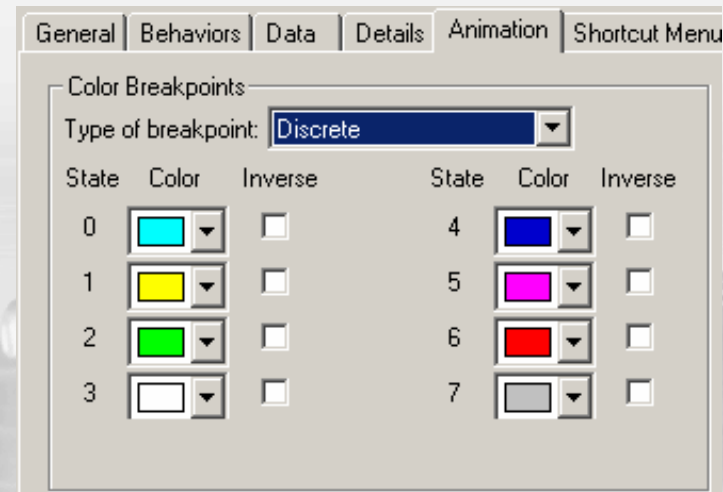 General Behaviors Data Details Animation Shortcut Menu
Color Breakpoints
Type of breakpoint: Discrete
State Color Inverse State Color Inverse
0 4
1 5
2 6
3 7